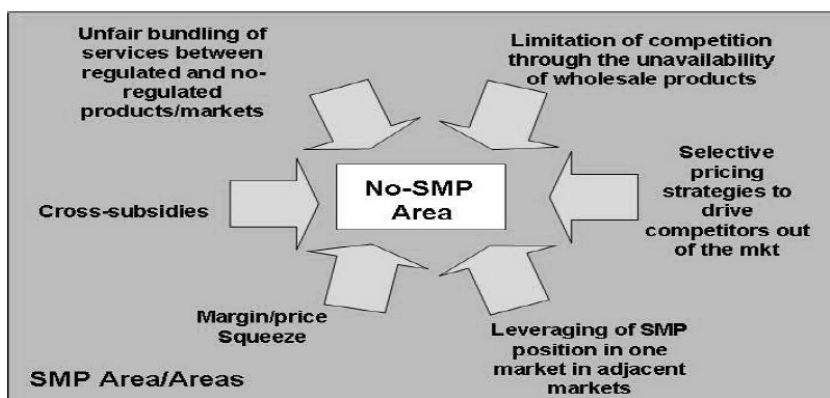 Unfair bundling of
services between
regulated and no-
regulated
products/markets
Limitation of competition
through the unavailability
of wholesale products
Cross-subsidies
No-SMP
Area
Selective
pricing
strategies to
drive
competitors out
of the mkt
Margin/price
Squeeze
Leveraging of SMP
position in one
market in adjacent
markets
SMP Area/Areas